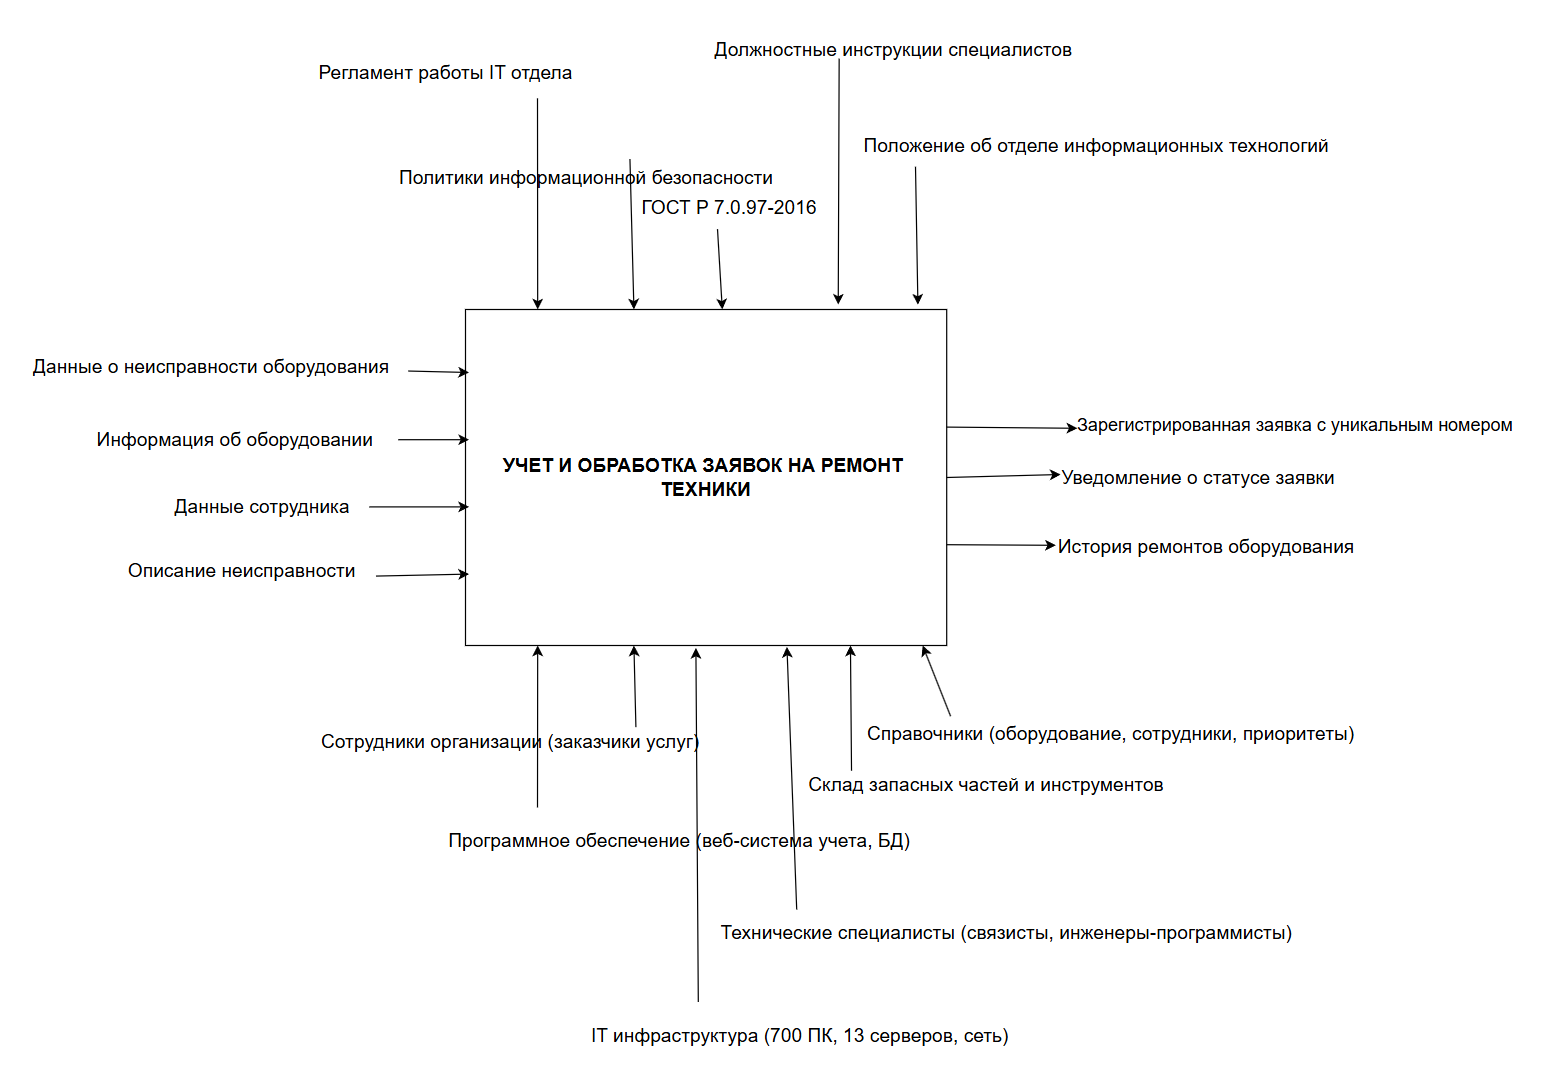 Должностные инструкции специалистов
Регламент работы IT отдела
Положение об отделе информационных технологий
Политики информационной безопасности
ГОСТ Р 7.0.97-2016
Данные о неисправности оборудования
Зарегистрированная заявка с уникальным номером
Информация об оборудовании
УЧЕТ И ОБРАБОТКА ЗАЯВОК НА РЕМОНТ
ТЕХНИКИ
Уведомление о статусе заявки
Данные сотрудника
История ремонтов оборудования
Описание неисправности
Справочники (оборудование, сотрудники, приоритеты)
Сотрудники организации (заказчики услуг)
Склад запасных частей и инструментов
Программное обеспечение (веб-система учета, БД)
Технические специалисты (связисты, инженеры-программисты)
IT инфраструктура (700 ПК, 13 серверов, сеть)